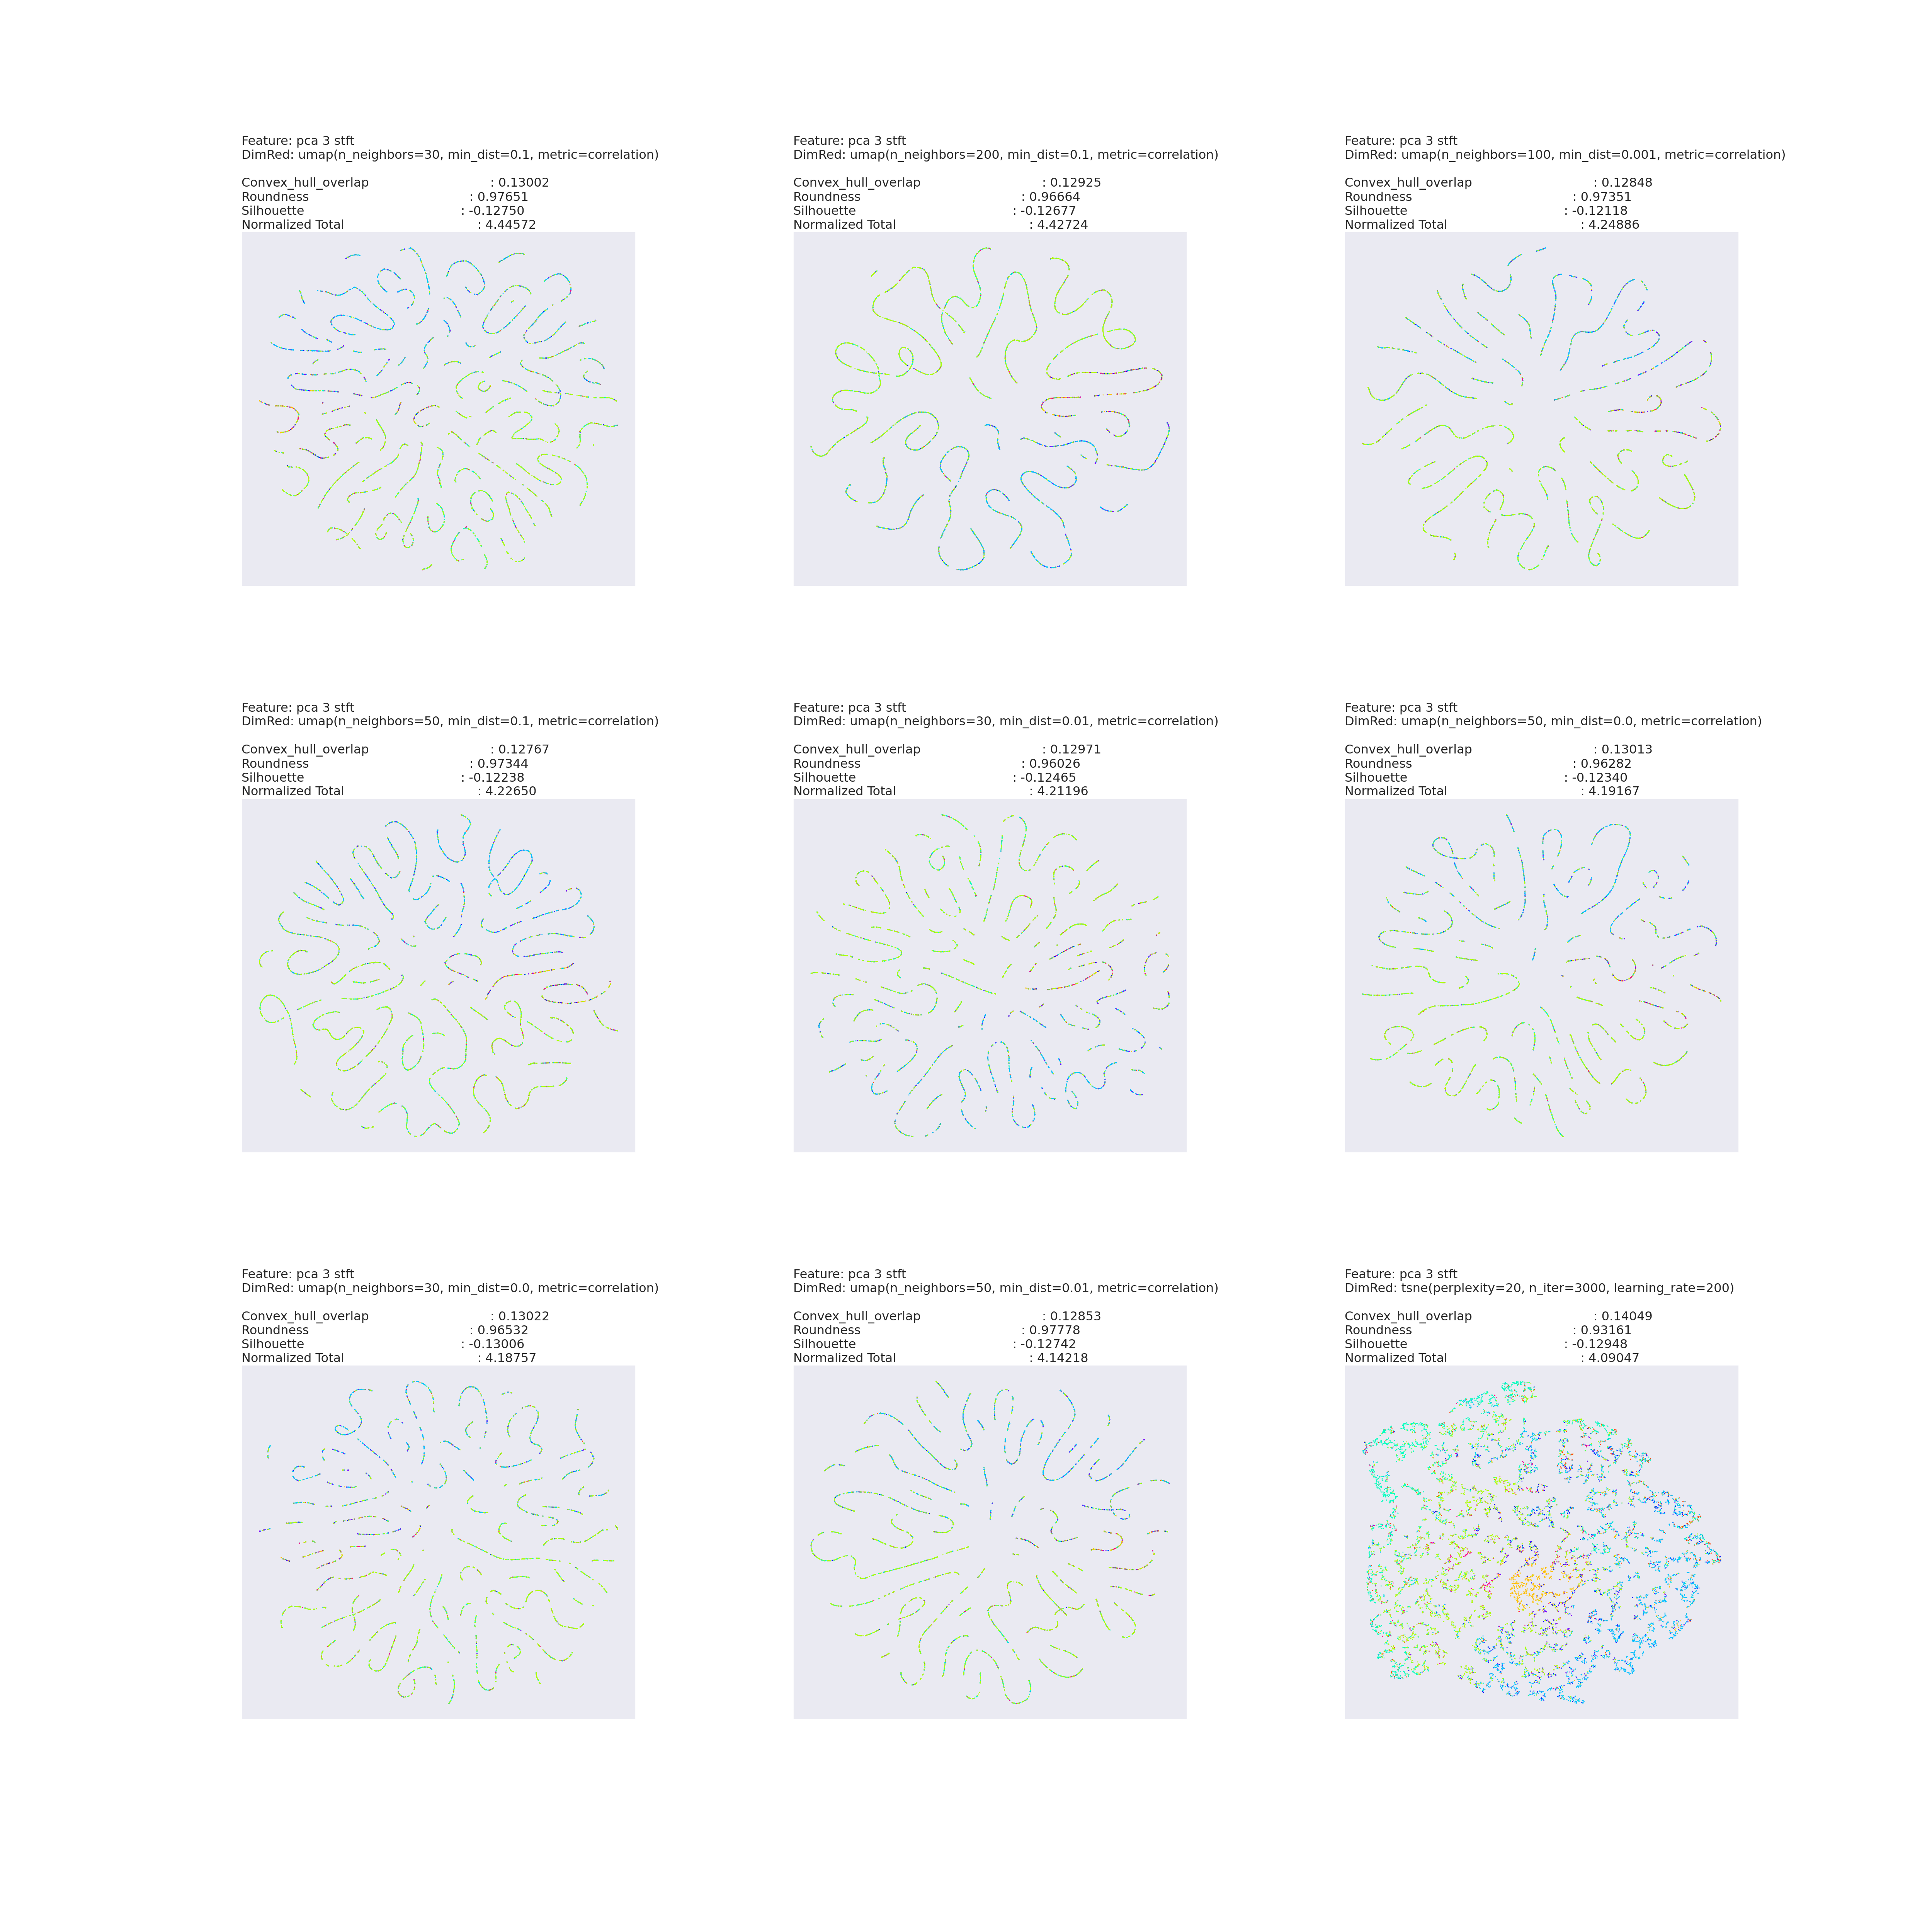 Feature: pca 3 stft
DimRed: umap(n_neighbors=30, min_dist=0.1, metric=correlation)
Convex_hull_overlap : 0.13002
Roundness : 0.97651
Silhouette : -0.12750
Normalized Total : 4.44572
Feature: pca 3 stft
DimRed: umap(n_neighbors=200, min_dist=0.1, metric=correlation)
Convex_hull_overlap : 0.12925
Roundness : 0.96664
Silhouette : -0.12677
Normalized Total : 4.42724
Feature: pca 3 stft
DimRed: umap(n_neighbors=100, min_dist=0.001, metric=correlation)
Convex_hull_overlap : 0.12848
Roundness : 0.97351
Silhouette : -0.12118
Normalized Total : 4.24886
Feature: pca 3 stft
DimRed: umap(n_neighbors=50, min_dist=0.1, metric=correlation)
Convex_hull_overlap : 0.12767
Roundness : 0.97344
Silhouette : -0.12238
Normalized Total : 4.22650
Feature: pca 3 stft
DimRed: umap(n_neighbors=30, min_dist=0.01, metric=correlation)
Convex_hull_overlap : 0.12971
Roundness : 0.96026
Silhouette : -0.12465
Normalized Total : 4.21196
Feature: pca 3 stft
DimRed: umap(n_neighbors=50, min_dist=0.0, metric=correlation)
Convex_hull_overlap : 0.13013
Roundness : 0.96282
Silhouette : -0.12340
Normalized Total : 4.19167
Feature: pca 3 stft
DimRed: umap(n_neighbors=30, min_dist=0.0, metric=correlation)
Convex_hull_overlap : 0.13022
Roundness : 0.96532
Silhouette : -0.13006
Normalized Total : 4.18757
Feature: pca 3 stft
DimRed: umap(n_neighbors=50, min_dist=0.01, metric=correlation)
Convex_hull_overlap : 0.12853
Roundness : 0.97778
Silhouette : -0.12742
Normalized Total : 4.14218
Feature: pca 3 stft
DimRed: tsne(perplexity=20, n_iter=3000, learning_rate=200)
Convex_hull_overlap : 0.14049
Roundness : 0.93161
Silhouette : -0.12948
Normalized Total : 4.09047